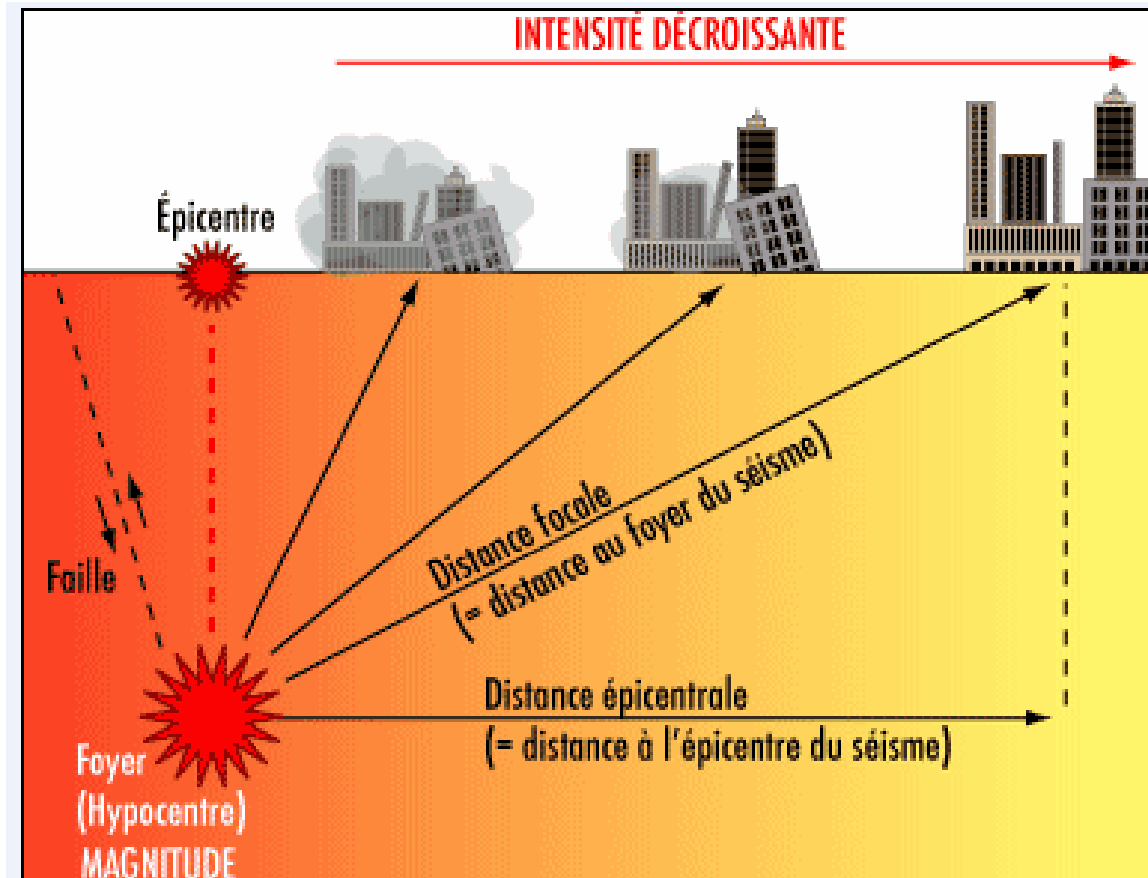 INTENSITÉ DÉCROISSANTE
Épicentre
Faille
Distance focale
(= distance au foyer du séisme)
Distance épicentrale
(= distance à l'épicentre du séisme)
Foyer
(Hypocentre)
MAGNITUDE